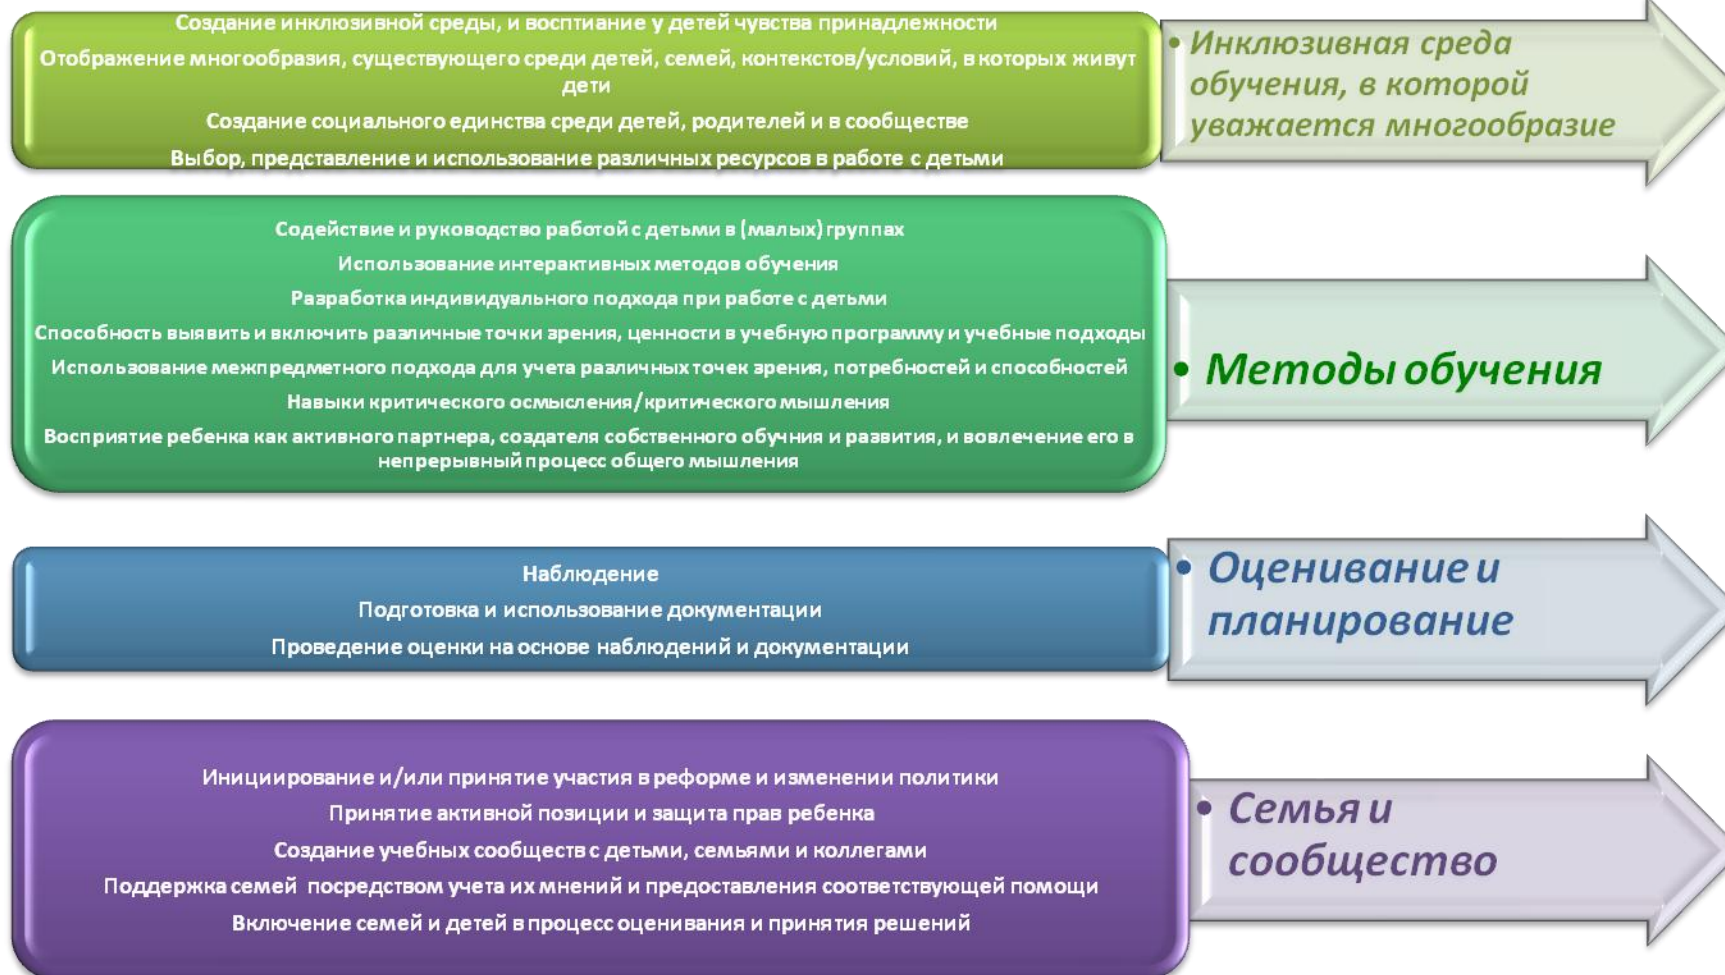 Создание инклюзивной среды, и восптиание у детей чувства принадлежности
Отображение многообразия, существующего среди детей, семей, контекстов/условий, в которых живут
дети
Создание социального единства среди детей, родителей и в сообществе
Выбор, представление и использование различных ресурсов в работе с детьми
• Инклюзивная среда
обучения, в которой
уважается многообразие
Содействие и руководство работой с детьми в (малых) группах
Использование интерактивных методов обучения
Разработка индивидуального подхода при работе с детьми
Способность выявить и включить различные точки зрения, ценности в учебную программу и учебные подходы
Использование межпредметного подхода для учета различных точек зрения, потребностей и способностей
Навыки критического осмысления/критического мышления
Восприятие ребенка как активного партнера, создателя собственного обучния и развития, и вовлечение его в
непрерывный процесс общего мышления
• Методы обучения
Наблюдение
Подготовка и использование документации
Проведение оценки на основе наблюдений и документации
• Оценивание и
планирование
Инициирование и/или принятие участия в реформе и изменении политики
Принятие активной позиции и защита прав ребенка
Создание учебных сообществ с детьми, семьями и коллегами
Поддержка семей посредством учета их мнений и предоставления соответствующей помощи
Включение семей и детей в процесс оценивания и принятия решений
• Семья и
сообщество